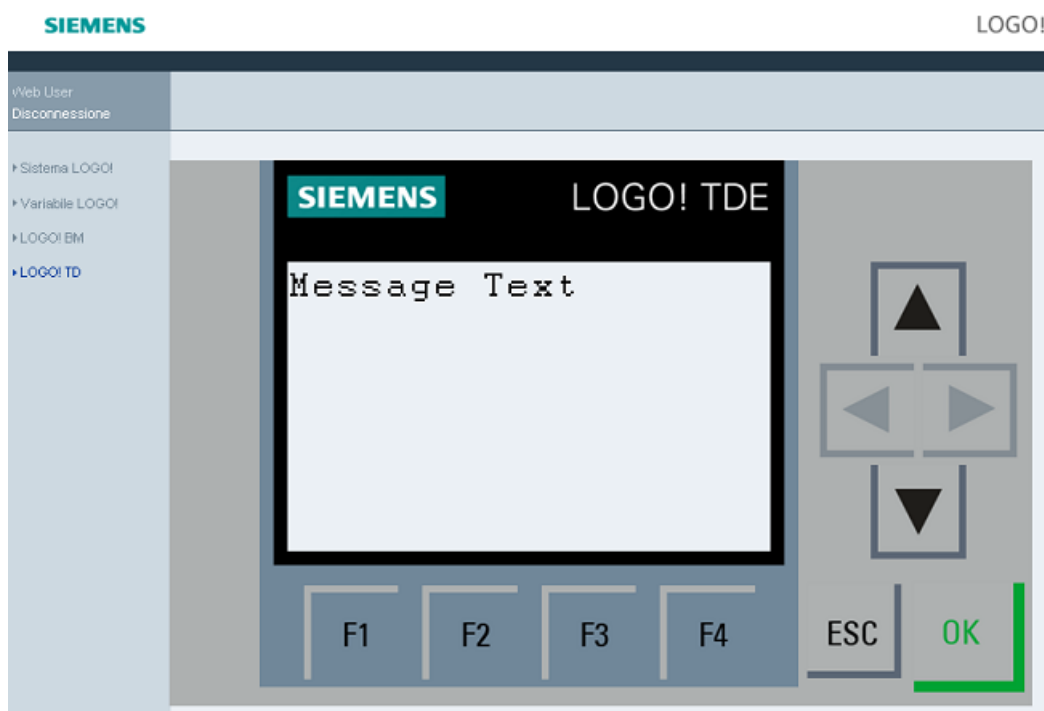 SIEMENS
LOGO!
Web User
Disconnessione
Sistema LOGO!
Variabile LOGO!
LOGO! BM
LOGO! TD
SIEMENS
LOGO! TDE
Message Text
F1
F2
F3
F4
ESC
OK